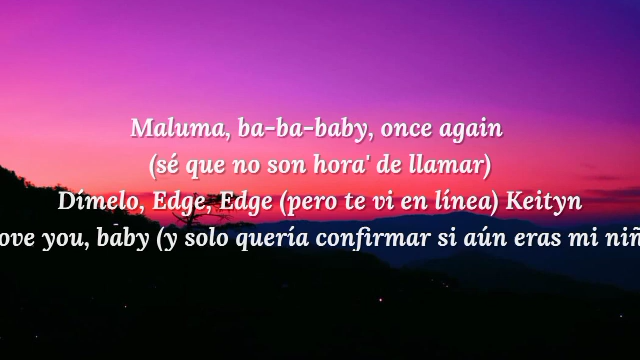 Maluma, ba-ba-baby, once again
(sé que no son hora' de llamar)
Dímelo, Edge, Edge (pero te vi en línea) Keityn
ove you, baby (y solo quería confirmar si aún eras mi niñ